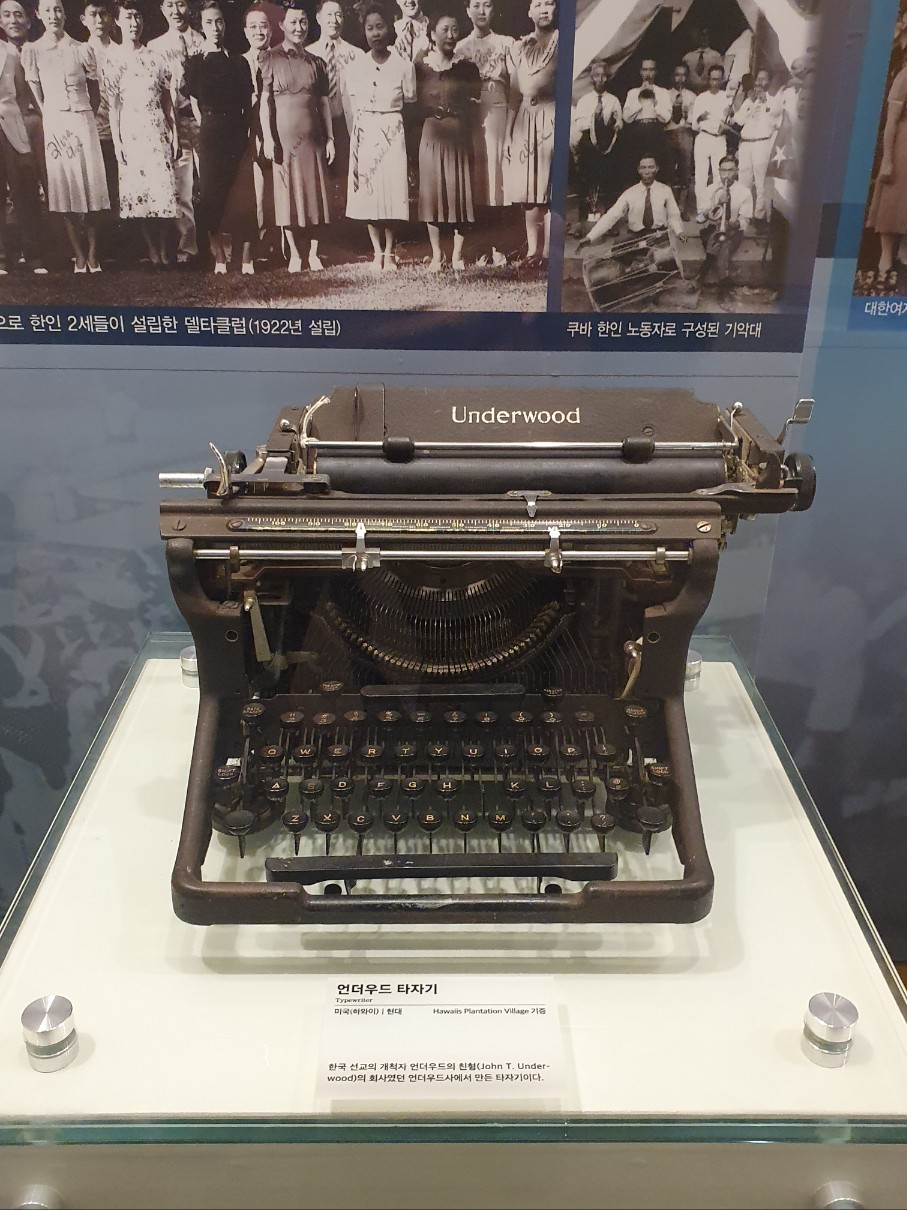 으로 한인 2세들이 설립한 델타클럽(1922년 설립)
쿠바 한인 노동자로 구성된 기악대
대한여자
Underwood
Q W E R T Y U I O P
A S D F G H K L
Z X C V B N M
언더우드 타자기
Typewriter
미국(하와이) | 현대 Hawaiis Plantation Village 기증
한국 선교의 개척자 언더우드의 친형(John T. Under-
wood)의 회사였던 언더우드사에서 만든 타자기이다.